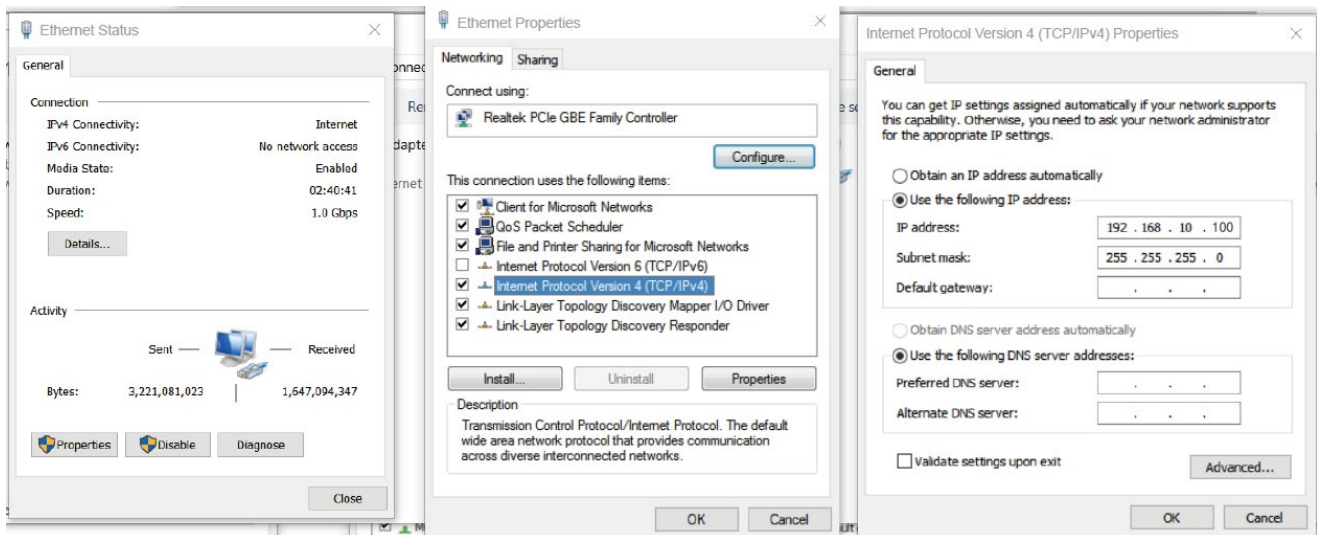 Ethernet Status
General
Connection
IPv4 Connectivity: Internet
IPv6 Connectivity: No network access
Media State: Enabled
Duration: 02:40:41
Speed: 1.0 Gbps
Details...
Activity
Sent — — Received
Bytes: 3,221,081,023 1,647,094,347
Properties Disable Diagnose
Close
Ethernet Properties
Networking Sharing
Connect using:
Realtek PCIe GBE Family Controller
Configure...
This connection uses the following items:
Client for Microsoft Networks
QoS Packet Scheduler
File and Printer Sharing for Microsoft Networks
Internet Protocol Version 6 (TCP/IPv6)
Internet Protocol Version 4 (TCP/IPv4)
Link-Layer Topology Discovery Mapper I/O Driver
Link-Layer Topology Discovery Responder
Install... Uninstall Properties
Description
Transmission Control Protocol/Internet Protocol. The default
wide area network protocol that provides communication
across diverse interconnected networks.
OK Cancel
Internet Protocol Version 4 (TCP/IPv4) Properties
General
You can get IP settings assigned automatically if your network supports
this capability. Otherwise, you need to ask your network administrator
for the appropriate IP settings.
Obtain an IP address automatically
Use the following IP address:
IP address: 192 . 168 . 10 . 100
Subnet mask: 255 . 255 . 255 . 0
Default gateway: . . .
Obtain DNS server address automatically
Use the following DNS server addresses:
Preferred DNS server: . . .
Alternate DNS server: . . .
Validate settings upon exit
Advanced...
OK Cancel